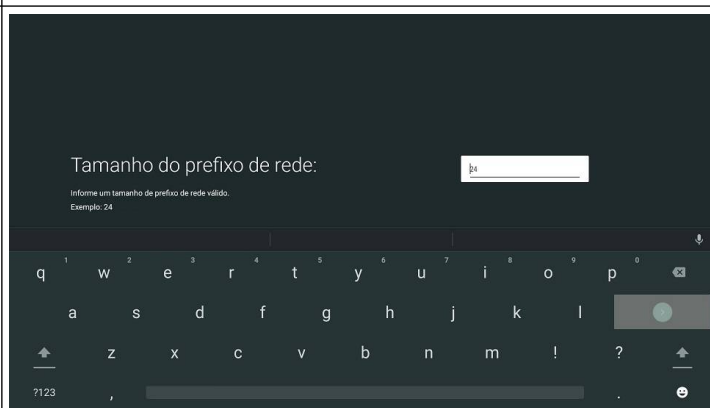 Tamanho do prefixo de rede:
24
Informe um tamanho de prefixo de rede válido.
Exemplo: 24
1 2 3 4 5 6 7 8 9 0
q w e r t y u i o p
a s d f g h j k l
z x c v b n m ! ?
?123 , .